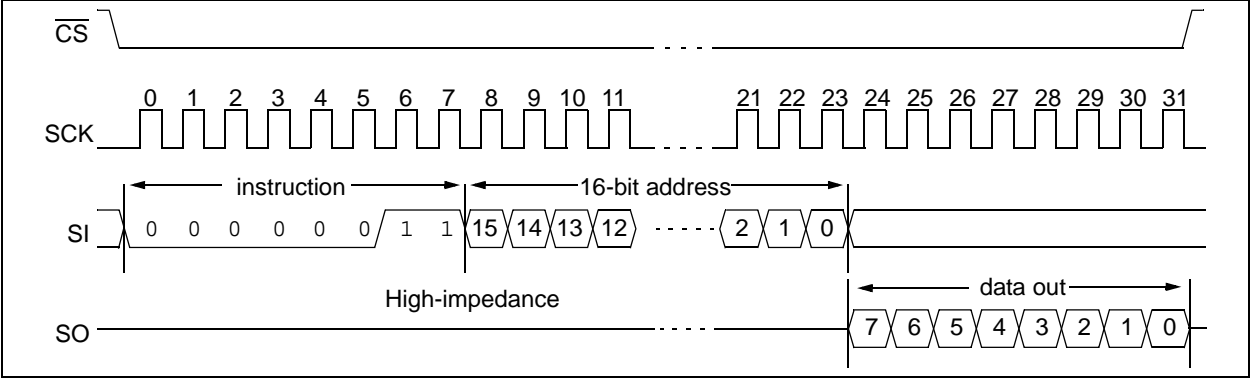 CS
0 1 2 3 4 5 6 7 8 9 10 11 21 22 23 24 25 26 27 28 29 30 31
SCK
instruction 16-bit address
SI 0 0 0 0 0 0 1 1 15 14 13 12 2 1 0
High-impedance data out
SO 7 6 5 4 3 2 1 0